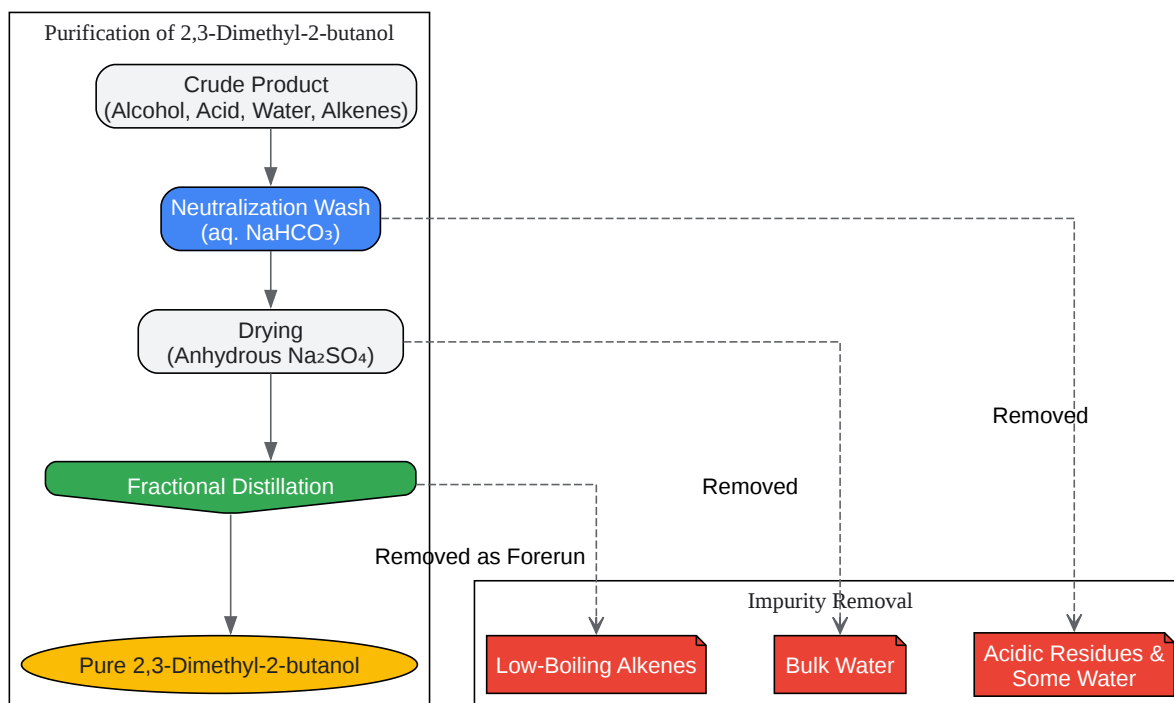 Purification of 2,3-Dimethyl-2-butanol
Crude Product
(Alcohol, Acid, Water, Alkenes)
Neutralization Wash
(aq. NaHCO₃)
Drying
(Anhydrous Na₂SO₄)
Removed
Fractional Distillation
Removed
Removed as Forerun
Impurity Removal
Pure 2,3-Dimethyl-2-butanol
Low-Boiling Alkenes
Bulk Water
Acidic Residues &
Some Water